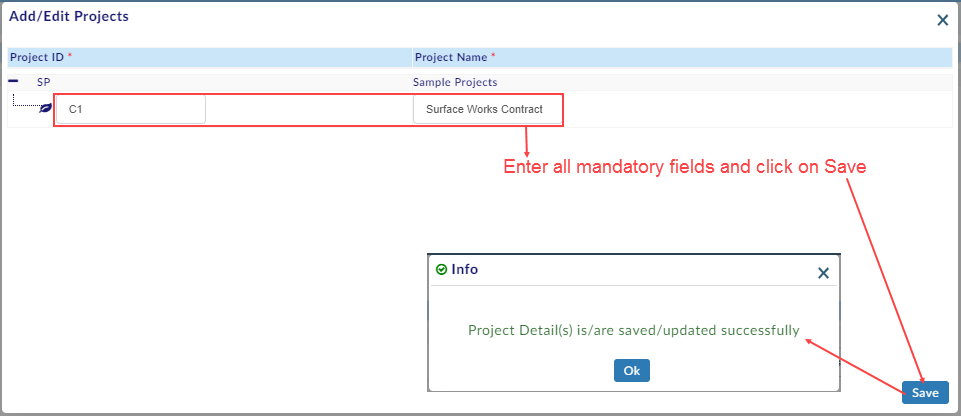 Add/Edit Projects
Project ID * Project Name *
SP Sample Projects
C1 Surface Works Contract
Enter all mandatory fields and click on Save
Info
Project Detail(s) is/are saved/updated successfully
Ok
Save